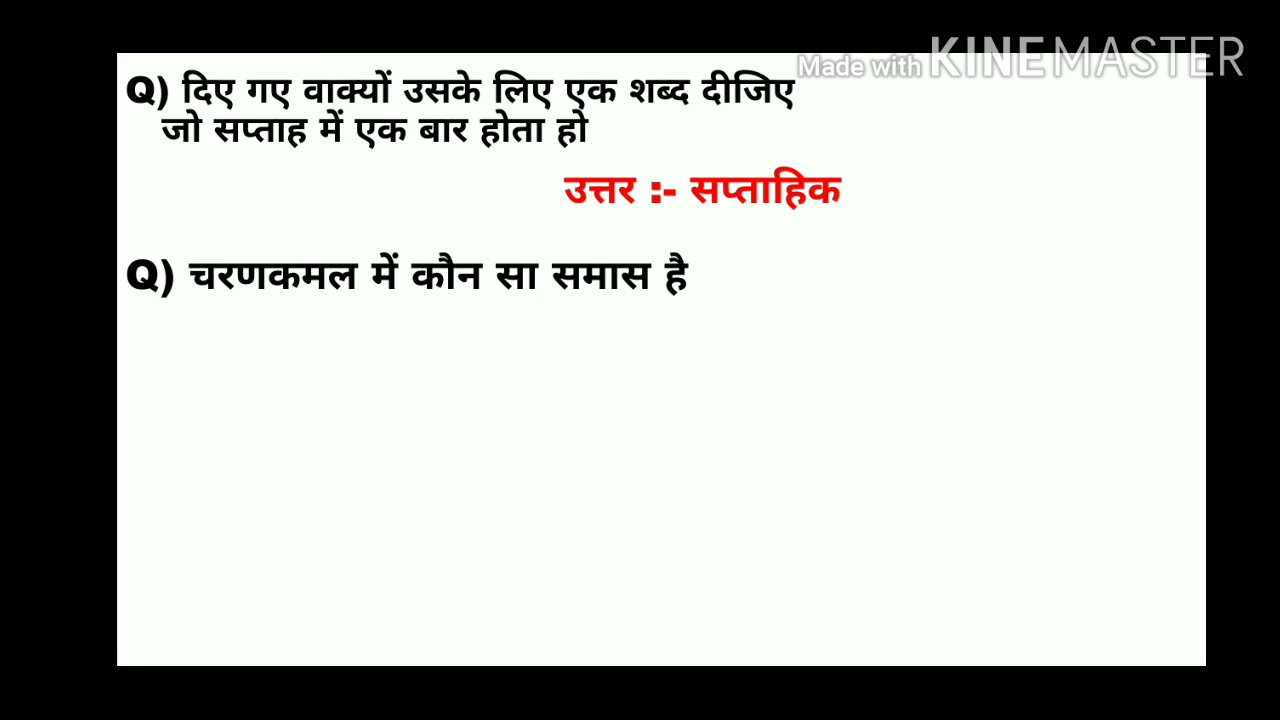 Made with KINEMASTER
Q) दिए गए वाक्यों उसके लिए एक शब्द दीजिए
जो सप्ताह में एक बार होता हो
उत्तर :- सप्ताहिक
Q) चरणकमल में कौन सा समास है